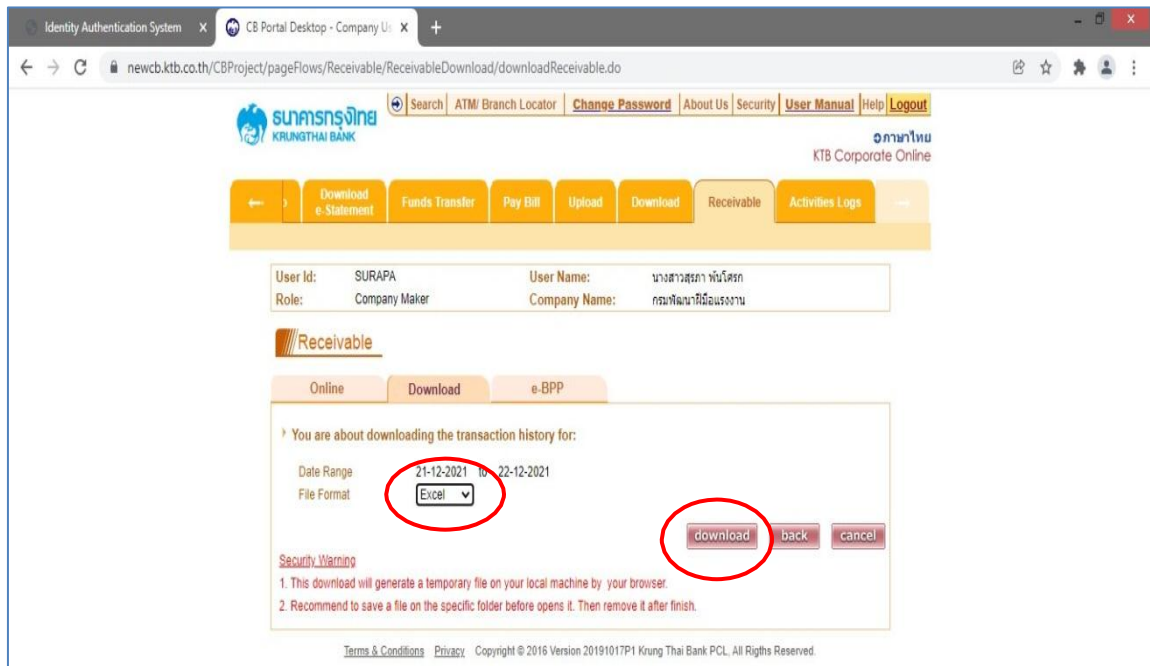 Identity Authentication System X
CB Portal Desktop - Company Us X +
newcb.ktb.co.th/CBProject/pageFlows/Receivable/ReceivableDownload/downloadReceivable.do
ธนาคารกรุงไทย
KRUNGTHAI BANK
Search ATM/ Branch Locator Change Password About Us Security User Manual Help Logout
ภาษาไทย
KTB Corporate Online
Download e-Statement Funds Transfer Pay Bill Upload Download Receivable Activities Logs
User Id: SURAPA User Name: นางสาวสุรภา พันโศรก
Role: Company Maker Company Name: กรมพัฒนาฝีมือแรงงาน
Receivable
Online Download e-BPP
You are about downloading the transaction history for:
Date Range 21-12-2021 to 22-12-2021
File Format Excel
download back cancel
Security Warning
1. This download will generate a temporary file on your local machine by your browser.
2. Recommend to save a file on the specific folder before opens it. Then remove it after finish.
Terms & Conditions Privacy Copyright © 2016 Version 20191017P1 Krung Thai Bank PCL, All Rigths Reserved.